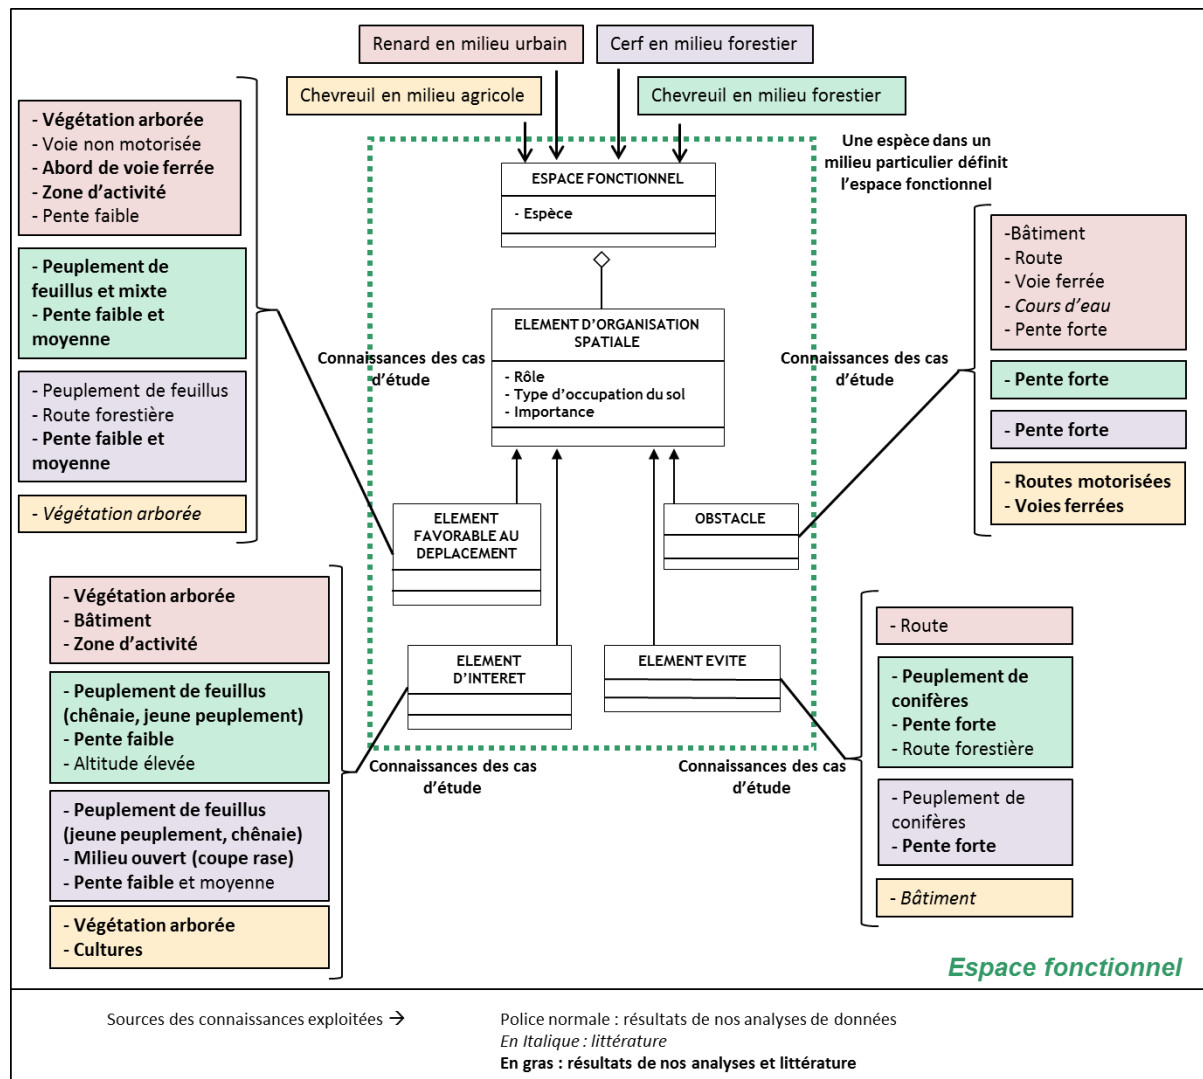 Renard en milieu urbain
Cerf en milieu forestier
Chevreuil en milieu agricole
Chevreuil en milieu forestier
Une espèce dans un
milieu particulier définit
l'espace fonctionnel
- Végétation arborée
- Voie non motorisée
- Abord de voie ferrée
- Zone d'activité
- Pente faible
- Peuplement de
feuillus et mixte
- Pente faible et
moyenne
- Peuplement de feuillus
- Route forestière
- Pente faible et
moyenne
- Végétation arborée
ESPACE FONCTIONNEL
- Espèce
ELEMENT D'ORGANISATION
SPATIALE
- Rôle
- Type d'occupation du sol
- Importance
Connaissances des cas
d'étude
Connaissances des cas
d'étude
-Bâtiment
- Route
- Voie ferrée
- Cours d'eau
- Pente forte
- Pente forte
- Pente forte
- Routes motorisées
- Voies ferrées
ELEMENT
FAVORABLE AU
DEPLACEMENT
OBSTACLE
ELEMENT
D'INTERET
ELEMENT EVITE
- Végétation arborée
- Bâtiment
- Zone d'activité
- Peuplement de feuillus
(chênaie, jeune peuplement)
- Pente faible
- Altitude élevée
- Peuplement de feuillus
(jeune peuplement, chênaie)
- Milieu ouvert (coupe rase)
- Pente faible et moyenne
- Végétation arborée
- Cultures
Connaissances des cas
d'étude
Connaissances des cas
d'étude
- Route
- Peuplement de
conifères
- Pente forte
- Route forestière
- Peuplement de
conifères
- Pente forte
- Bâtiment
Espace fonctionnel
Sources des connaissances exploitées →
Police normale : résultats de nos analyses de données
En Italique : littérature
En gras : résultats de nos analyses et littérature